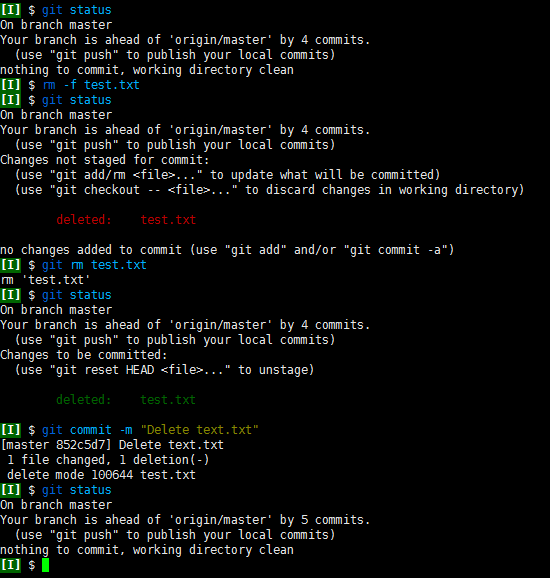 [I] $ git status
On branch master
Your branch is ahead of 'origin/master' by 4 commits.
  (use "git push" to publish your local commits)
nothing to commit, working directory clean
[I] $ rm -f test.txt
[I] $ git status
On branch master
Your branch is ahead of 'origin/master' by 4 commits.
  (use "git push" to publish your local commits)
Changes not staged for commit:
  (use "git add/rm <file>..." to update what will be committed)
  (use "git checkout -- <file>..." to discard changes in working directory)

        deleted:    test.txt

no changes added to commit (use "git add" and/or "git commit -a")
[I] $ git rm test.txt
rm 'test.txt'
[I] $ git status
On branch master
Your branch is ahead of 'origin/master' by 4 commits.
  (use "git push" to publish your local commits)
Changes to be committed:
  (use "git reset HEAD <file>..." to unstage)

        deleted:    test.txt

[I] $ git commit -m "Delete text.txt"
[master 852c5d7] Delete text.txt
 1 file changed, 1 deletion(-)
 delete mode 100644 test.txt
[I] $ git status
On branch master
Your branch is ahead of 'origin/master' by 5 commits.
  (use "git push" to publish your local commits)
nothing to commit, working directory clean
[I] $